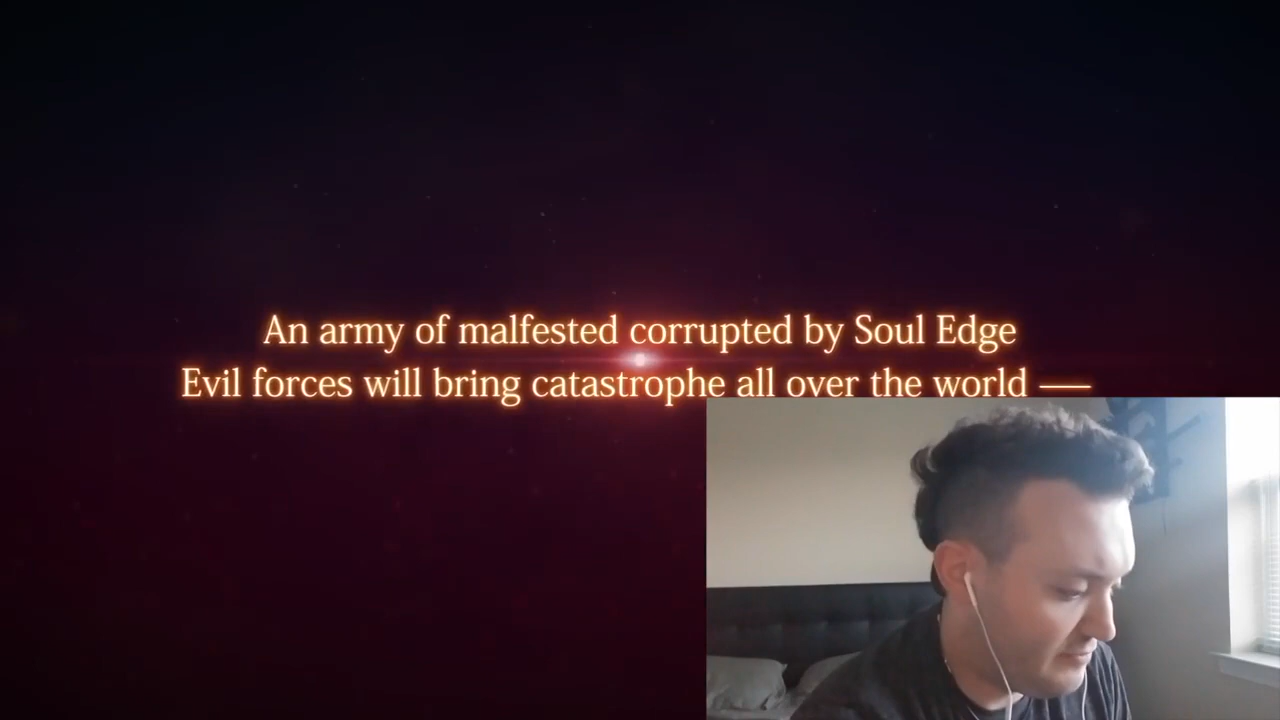 An army of malfested corrupted by Soul Edge
Evil forces will bring catastrophe all over the world —